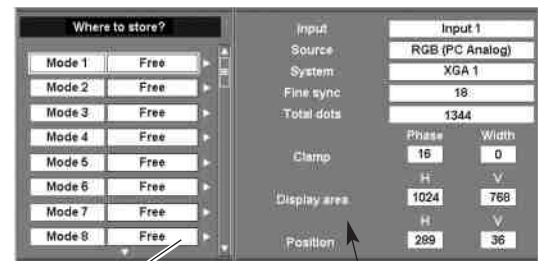 Where to store?
Mode 1 Free
Mode 2 Free
Mode 3 Free
Mode 4 Free
Mode 5 Free
Mode 6 Free
Mode 7 Free
Mode 8 Free
Input Input 1
Source RGB (PC Analog)
System XGA 1
Fine sync 18
Total dots 1344
Phase Width
Clamp 16 0
H V
Display area 1024 768
H V
Position 299 36